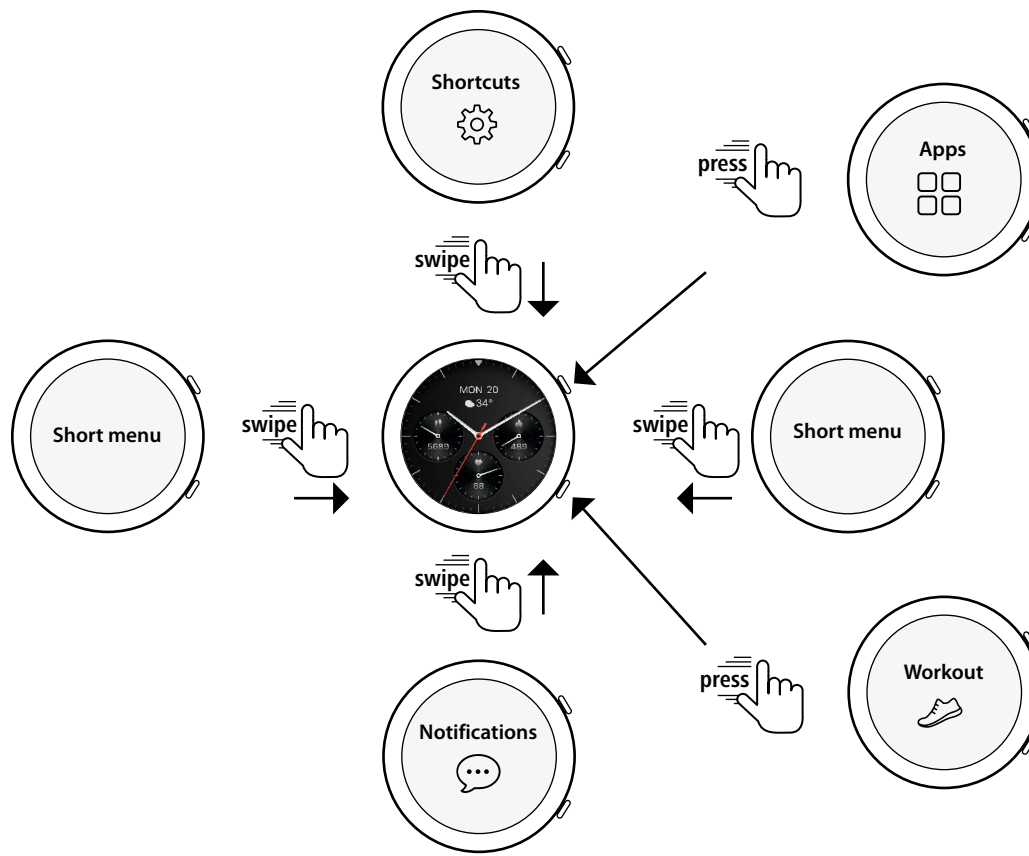 Shortcuts
press
Apps
swipe
Short menu
swipe
MON 20
34°
5689
489
68
swipe
Short menu
swipe
Notifications
press
Workout